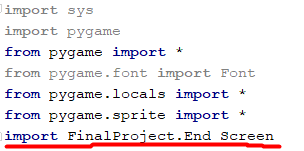 import sys
import pygame
from pygame import *
from pygame.font import Font
from pygame.locals import *
from pygame.sprite import *
import FinalProject.End Screen